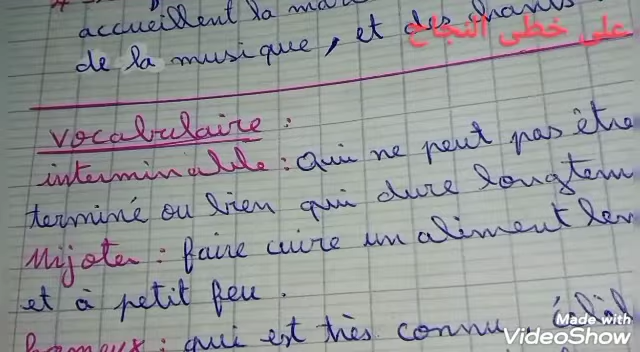 accueillent la
de la musique, et des chants
على خطى النجاح
vocabulaire :
interminable : qui ne peut pas être
terminé ou bien qui dure longtem
Mijoter : faire cuire un aliment len
et à petit feu.
qui est très connu,
Made with
VideoShow